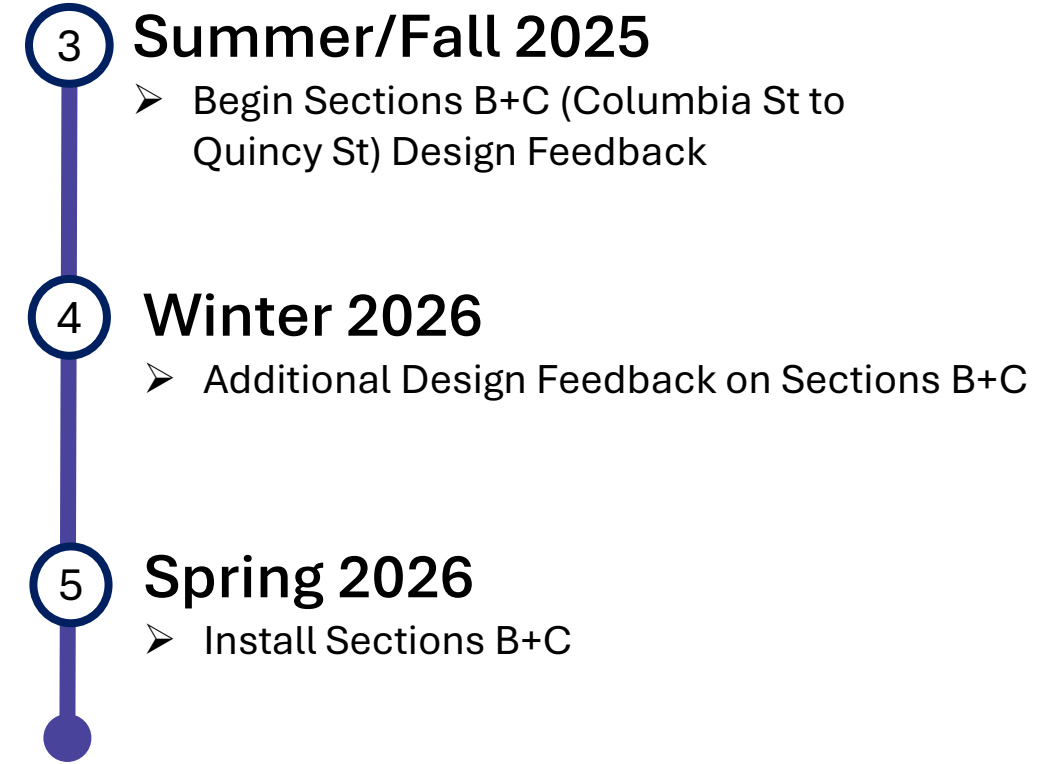 3
Summer/Fall 2025
➢ Begin Sections B+C (Columbia St to
Quincy St) Design Feedback
4
Winter 2026
➢ Additional Design Feedback on Sections B+C
5
Spring 2026
➢ Install Sections B+C